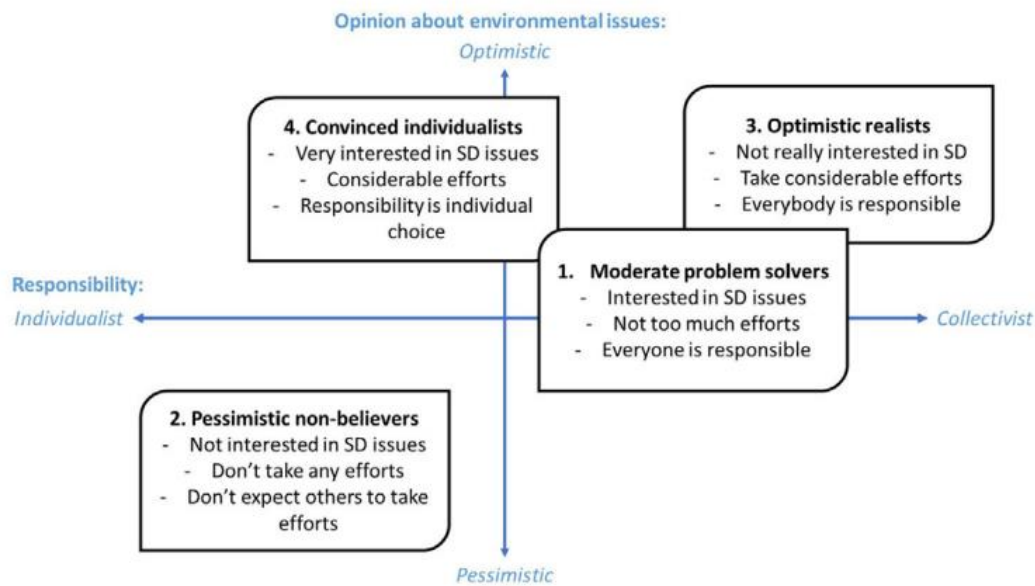 Opinion about environmental issues:
Optimistic
4. Convinced individualists
- Very interested in SD issues
- Considerable efforts
- Responsibility is individual
choice
3. Optimistic realists
- Not really interested in SD
- Take considerable efforts
- Everybody is responsible
1. Moderate problem solvers
- Interested in SD issues
- Not too much efforts
- Everyone is responsible
Responsibility:
Individualist
Collectivist
2. Pessimistic non-believers
- Not interested in SD issues
- Don't take any efforts
- Don't expect others to take
efforts
Pessimistic